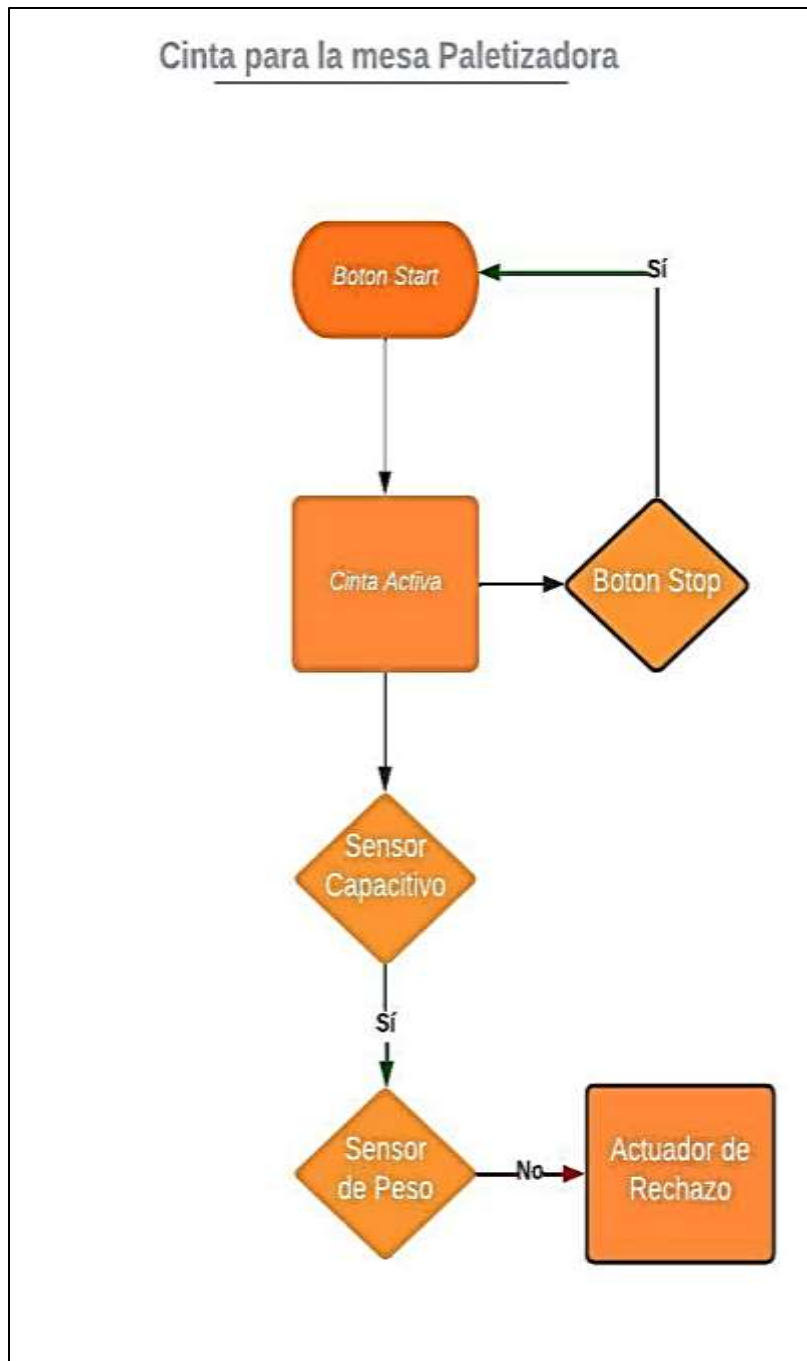 Cinta para la mesa Paletizadora
Boton Start
Sí
Cinta Activa
Boton Stop
Sensor
Capacitivo
Sí
Sensor
de Peso
No
Actuador de
Rechazo